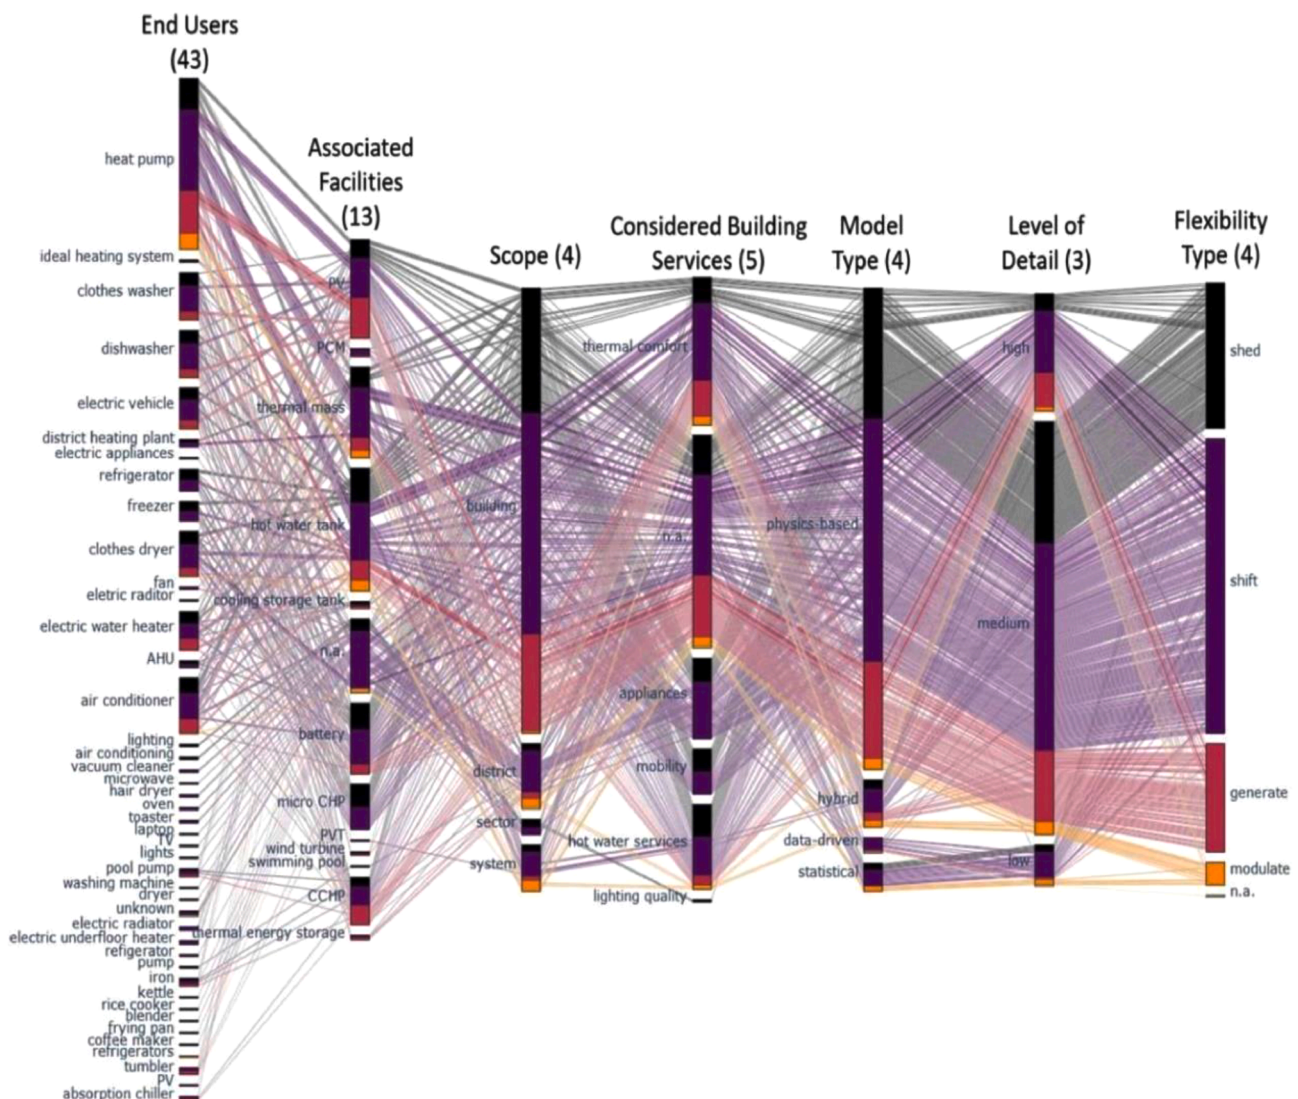 End Users
(43)
heat pump
ideal heating system
clothes washer
dishwasher
electric vehicle
district heating plant
electric appliances
refrigerator
freezer
clothes dryer
fan
eletric raditor
electric water heater
AHU
air conditioner
lighting
air conditioning
vacuum cleaner
microwave
hair dryer
oven
toaster
laptop
TV
lights
pool pump
washing machine
dryer
unknown
electric radiator
electric underfloor heater
refigerator
pump
iron
kettle
rice cooker
blender
frying pan
coffee maker
refrigerators
tumbler
PV
absorption chiller
Associated
Facilities
(13)
PV
PCM
thermal mass
hot water tank
cooling storage tank
n.a.
battery
micro CHP
PVT
wind turbine
swimming pool
CCHP
thermal energy storage
Scope (4)
building
district
sector
system
Considered Building
Services (5)
thermal comfort
n.a.
appliances
mobility
hot water services
lighting quality
Model
Type (4)
physics-based
hybrid
data-driven
statistical
Level of
Detail (3)
high
medium
low
Flexibility
Type (4)
shed
shift
generate
modulate
n.a.